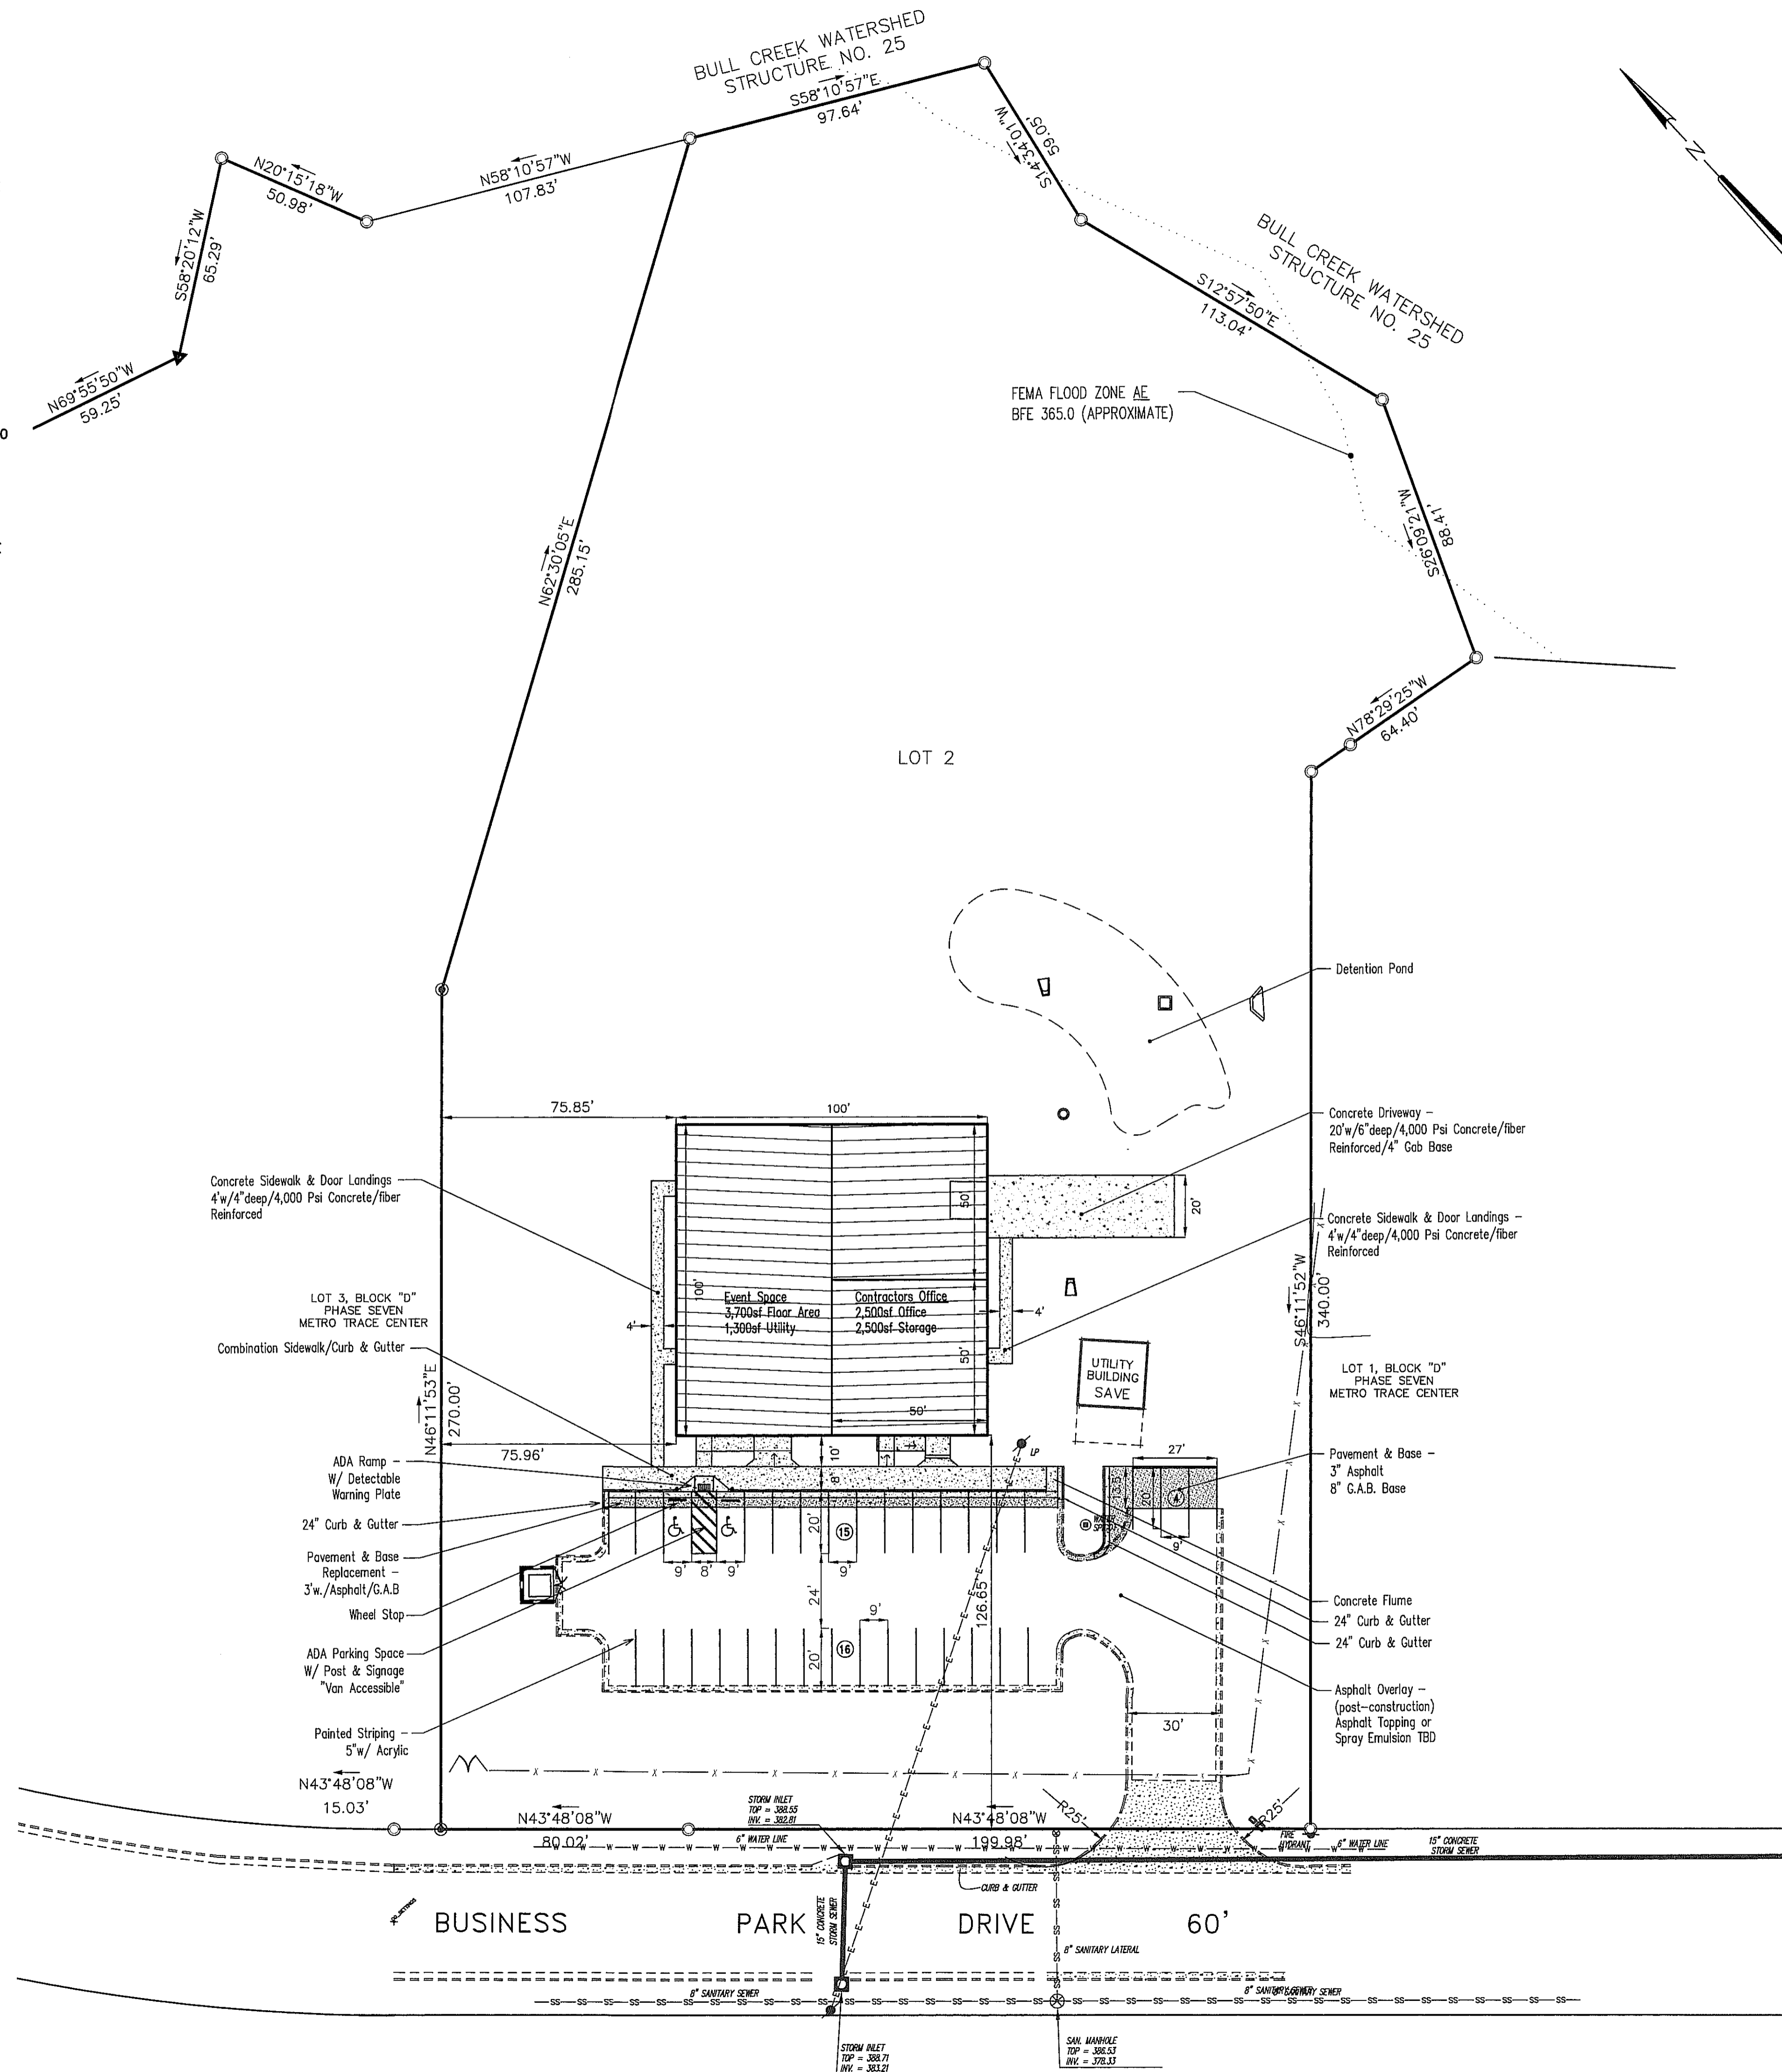 BULL CREEK WATERSHED
STRUCTURE NO. 25
S58°10'57"E
97.64'
S14°34'01"W
59.05'
N20°15'18"W
50.98'
N58°10'57"W
107.83'
S58°20'12"W
65.29'
N69°55'50"W
59.25'
N
BULL CREEK WATERSHED
STRUCTURE NO. 25
S12°57'50"E
113.04'
FEMA FLOOD ZONE AE
BFE 365.0 (APPROXIMATE)
S26°09'21"W
88.41'
N62°30'05"E
285.15'
N78°29'25"W
64.40'
LOT 2
Detention Pond
75.85'
100'
Concrete Driveway –
20'w/6"deep/4,000 Psi Concrete/fiber
Reinforced/4" Gab Base
Concrete Sidewalk & Door Landings –
4'w/4"deep/4,000 Psi Concrete/fiber
Reinforced
50'
20'
Concrete Sidewalk & Door Landings –
4'w/4"deep/4,000 Psi Concrete/fiber
Reinforced
S46°11'52"W
340.00'
100'
Event Space
3,700sf Floor Area
1,300sf Utility
Contractors Office
2,500sf Office
2,500sf Storage
LOT 3, BLOCK "D"
PHASE SEVEN
METRO TRACE CENTER
4'
4'
Combination Sidewalk/Curb & Gutter
50'
UTILITY
BUILDING
SAVE
LOT 1, BLOCK "D"
PHASE SEVEN
METRO TRACE CENTER
N46°11'53"E
270.00'
50'
75.96'
10'
8'
LP
27'
ADA Ramp
W/ Detectable
Warning Plate
Pavement & Base –
3" Asphalt
8" G.A.B. Base
13.5'
20'
9'
24" Curb & Gutter
20'
15
Pavement & Base
Replacement –
3'w./Asphalt/G.A.B
9'
8'
9'
9'
24'
126.65'
Wheel Stop
Concrete Flume
24" Curb & Gutter
24" Curb & Gutter
9'
ADA Parking Space
W/ Post & Signage
"Van Accessible"
20'
16
Asphalt Overlay –
(post-construction)
Asphalt Topping or
Spray Emulsion TBD
30'
Painted Striping –
5"w/ Acrylic
N43°48'08"W
15.03'
N43°48'08"W
80.02'
STORM INLET
TOP = 388.55
INV. = 382.81
N43°48'08"W
199.98'
R25'
R25'
6" WATER LINE
FIRE
HYDRANT
6" WATER LINE
15" CONCRETE
STORM SEWER
CURB & GUTTER
15" CONCRETE
STORM SEWER
BUSINESS PARK DRIVE 60'
8" SANITARY LATERAL
8" SANITARY SEWER
STORM INLET
TOP = 388.71
INV. = 383.21
SAN. MANHOLE
TOP = 386.53
INV. = 378.33